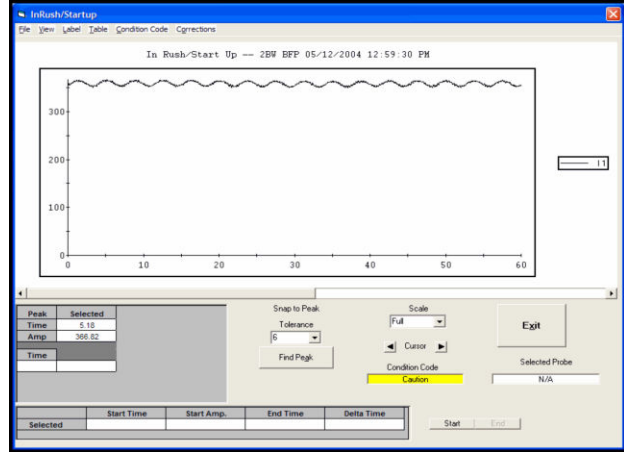 InRush/Startup
File View Label Table Condition Code Corrections
In Rush/Start Up -- 2BW BFP 05/12/2004 12:59:30 PM
300
200
100
0
0 10 20 30 40 50 60
I1
Peak Selected
Time 5.18
Amp 366.82
Time
Snap to Peak
Tolerance
6
Find Peak
Scale
Full
Cursor
Condition Code
Caution
Exit
Selected Probe
N/A
Start Time Start Amp. End Time Delta Time
Selected
Start End